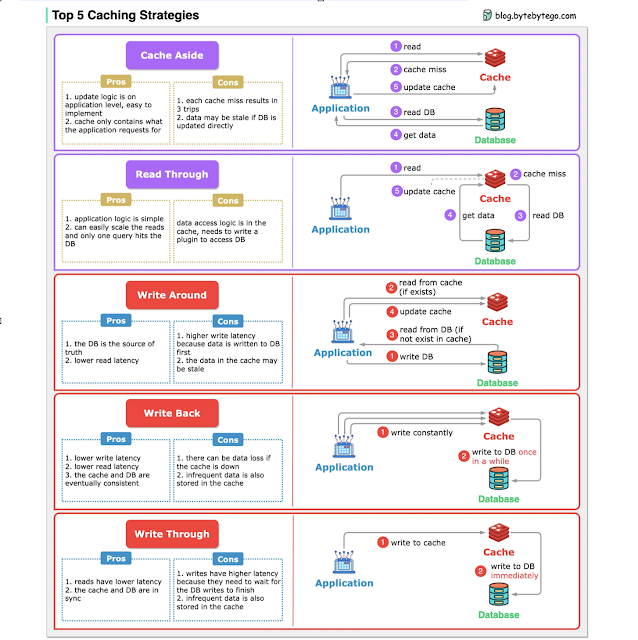 Top 5 Caching Strategies
blog.bytebytego.com
Cache Aside
Pros
1. update logic is on
application level, easy to
implement
2. cache only contains what
the application requests for
Cons
1. each cache miss results in
3 trips
2. data may be stale if DB is
updated directly
1 read
2 cache miss
5 update cache
Cache
Application
3 read DB
4 get data
Database
Read Through
Pros
1. application logic is simple
2. can easily scale the reads
and only one query hits the
DB
Cons
data access logic is in the
cache, needs to write a
plugin to access DB
1 read
2 cache miss
5 update cache
Cache
4 get data
3 read DB
Application
Database
Write Around
Pros
1. the DB is the source of
truth
2. lower read latency
Cons
1. higher write latency
because data is written to DB
first
2. the data in the cache may
be stale
2 read from cache
(if exists)
4 update cache
Cache
3 read from DB (if
not exist in cache)
Application
1 write DB
Database
Write Back
Pros
1. lower write latency
2. lower read latency
3. the cache and DB are
eventually consistent
Cons
1. there can be data loss if
the cache is down
2. infrequent data is also
stored in the cache
1 write constantly
Cache
2 write to DB once
in a while
Application
Database
Write Through
Pros
1. reads have lower latency
2. the cache and DB are in
sync
Cons
1. writes have higher latency
because they need to wait for
the DB writes to finish
2. infrequent data is also
stored in the cache
1 write to cache
Cache
2 write to DB
immediately
Application
Database